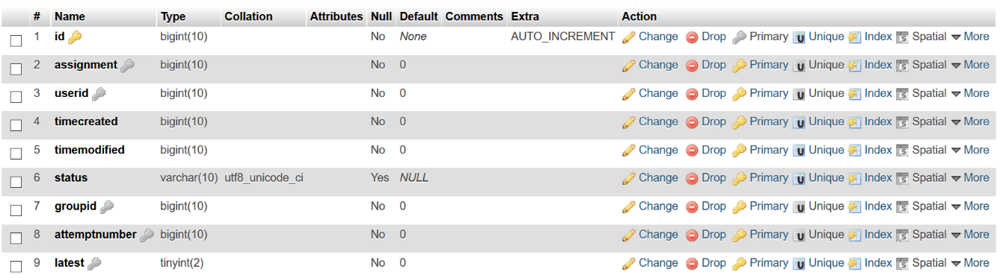 # Name Type Collation Attributes Null Default Comments Extra Action
1 id bigint(10) No None AUTO_INCREMENT Change Drop Primary Unique Index Spatial More
2 assignment bigint(10) No 0 Change Drop Primary Unique Index Spatial More
3 userid bigint(10) No 0 Change Drop Primary Unique Index Spatial More
4 timecreated bigint(10) No 0 Change Drop Primary Unique Index Spatial More
5 timemodified bigint(10) No 0 Change Drop Primary Unique Index Spatial More
6 status varchar(10) utf8_unicode_ci Yes NULL Change Drop Primary Unique Index Spatial More
7 groupid bigint(10) No 0 Change Drop Primary Unique Index Spatial More
8 attemptnumber bigint(10) No 0 Change Drop Primary Unique Index Spatial More
9 latest tinyint(2) No 0 Change Drop Primary Unique Index Spatial More